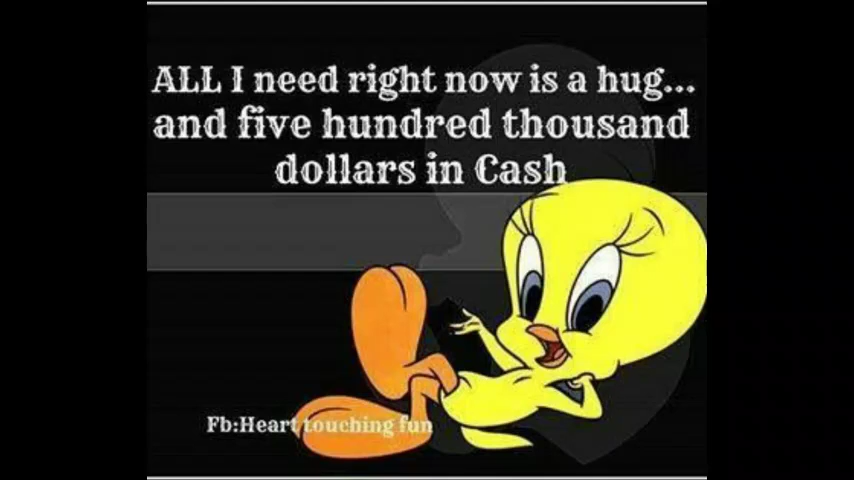 ALL I need right now is a hug...
and five hundred thousand
dollars in Cash
Fb:Heart touching fun